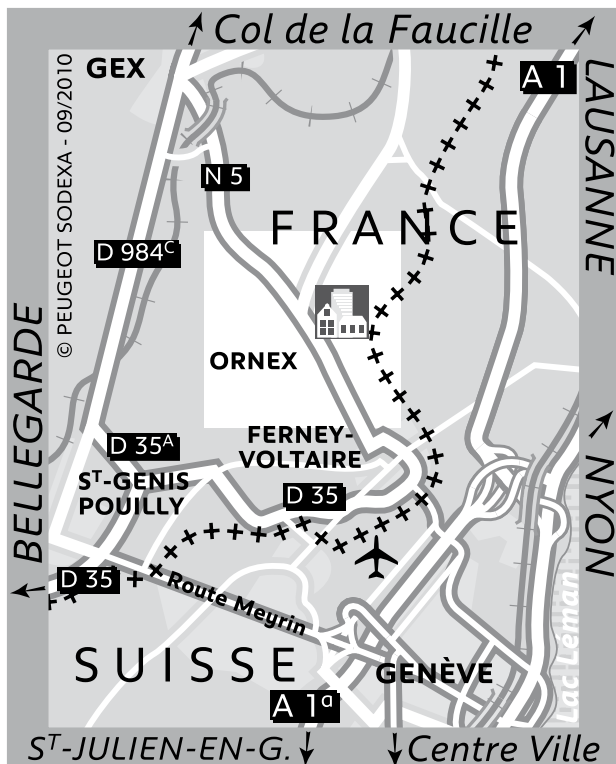 Col de la Faucille
GEX
A 1
LAUSANNE
© PEUGEOT SODEXA - 09/2010
N 5
FRANCE
D 984ᶜ
BELLEGARDE
ORNEX
D 35ᴬ
FERNEY-
VOLTAIRE
Sᵀ-GENIS
POUILLY
D 35
NYON
D 35
Route Meyrin
Lac Léman
SUISSE
GENÈVE
A 1ᵃ
Sᵀ-JULIEN-EN-G.
Centre Ville